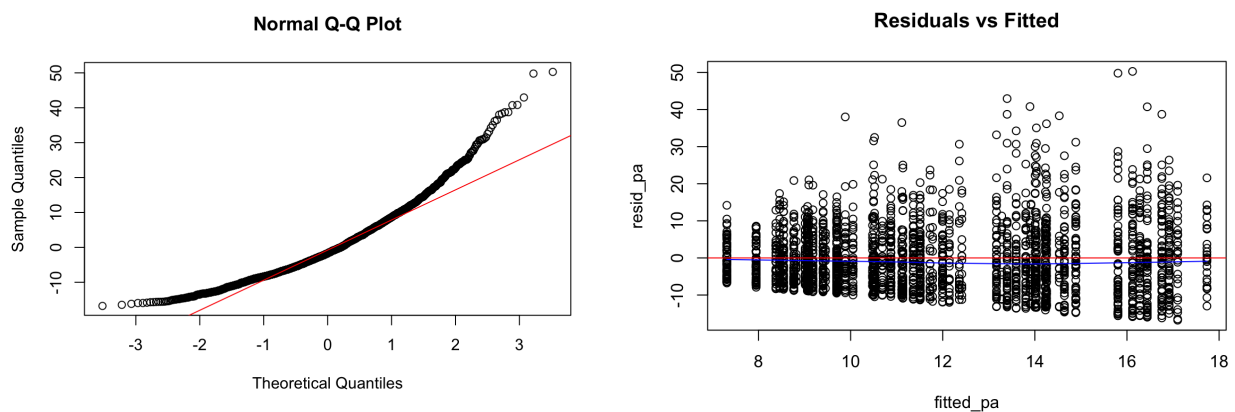 Normal Q-Q Plot
50
40
30
20
10
0
-10
Sample Quantiles
-3 -2 -1 0 1 2 3
Theoretical Quantiles
Residuals vs Fitted
50
40
30
20
10
0
-10
resid_pa
8 10 12 14 16 18
fitted_pa